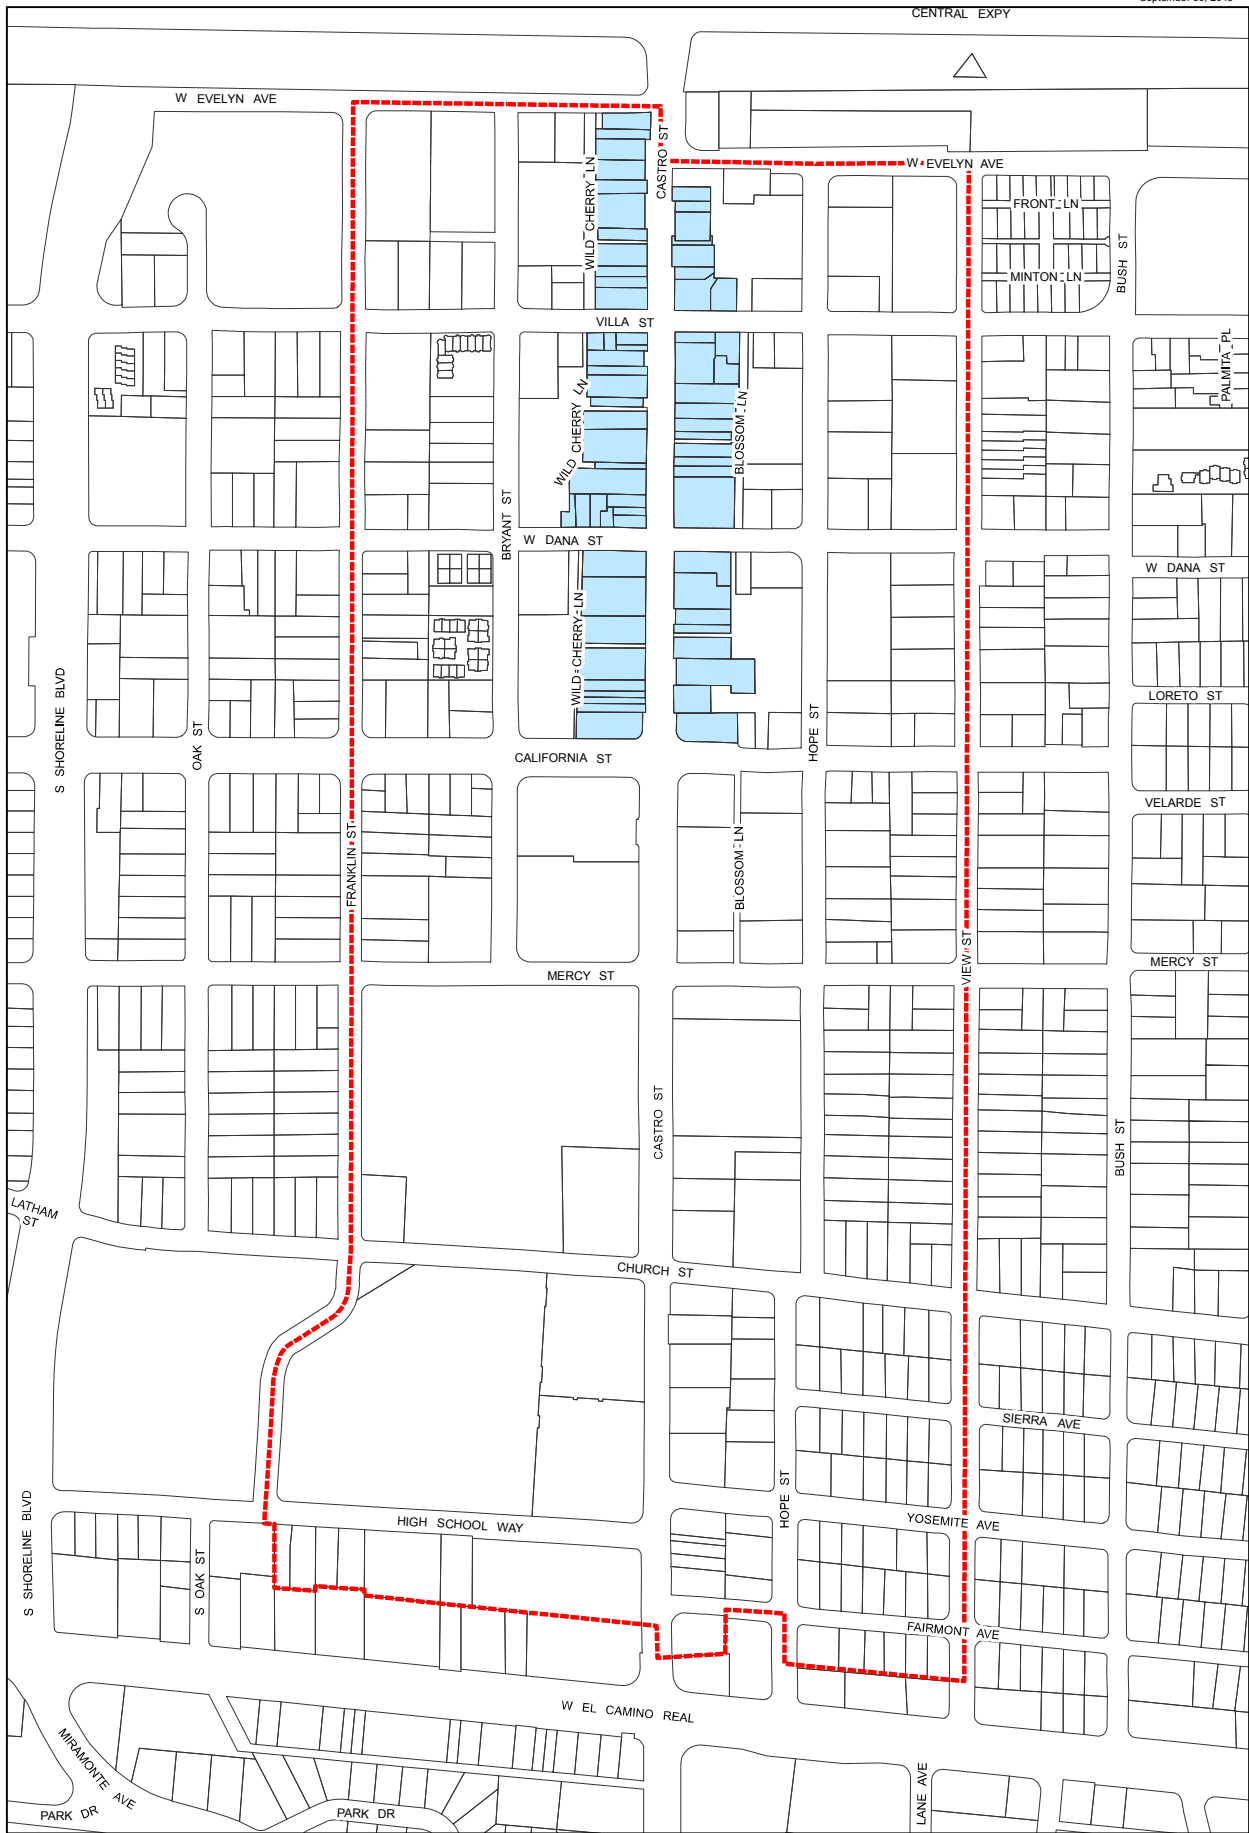 CENTRAL EXPY
W EVELYN AVE
CASTRO ST
W EVELYN AVE
WILD CHERRY LN
FRONT LN
MINTON LN
BUSH ST
VILLA ST
PALMITA PL
WILD CHERRY LN
BLOSSOM LN
BRYANT ST
W DANA ST
W DANA ST
WILD CHERRY LN
S SHORELINE BLVD
OAK ST
HOPE ST
LORETO ST
CALIFORNIA ST
VELARDE ST
FRANKLIN ST
BLOSSOM LN
VIEW ST
MERCY ST
MERCY ST
CASTRO ST
BUSH ST
LATHAM
ST
CHURCH ST
SIERRA AVE
HOPE ST
S SHORELINE BLVD
HIGH SCHOOL WAY
YOSEMITE AVE
S OAK ST
FAIRMONT AVE
W EL CAMINO REAL
MIRAMONTE AVE
LANE AVE
PARK DR
PARK DR